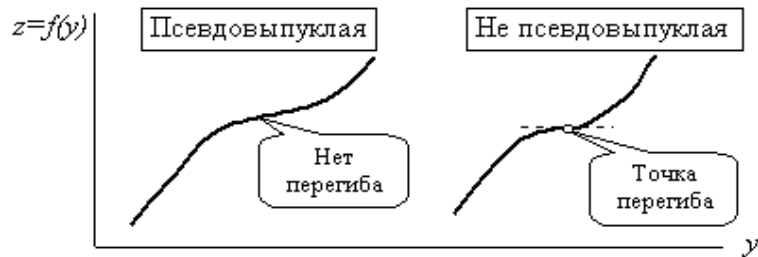 z=f(y)
Псевдовыпуклая
Не псевдовыпуклая
Нет
перегиба
Точка
перегиба
y